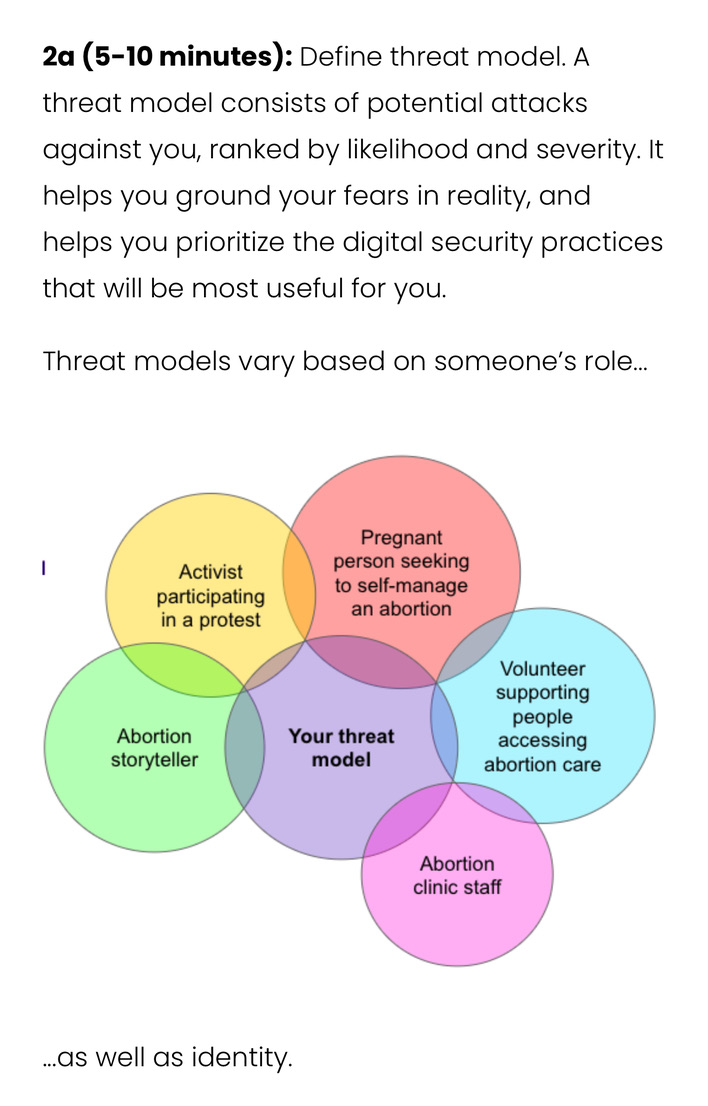 2a (5-10 minutes): Define threat model. A
threat model consists of potential attacks
against you, ranked by likelihood and severity. It
helps you ground your fears in reality, and
helps you prioritize the digital security practices
that will be most useful for you.
Threat models vary based on someone’s role...
Pregnant
person seeking
to self-manage
an abortion
Activist
participating
in a protest
Volunteer
supporting
people
accessing
abortion care
Abortion
storyteller
Your threat
model
Abortion
clinic staff
...as well as identity.